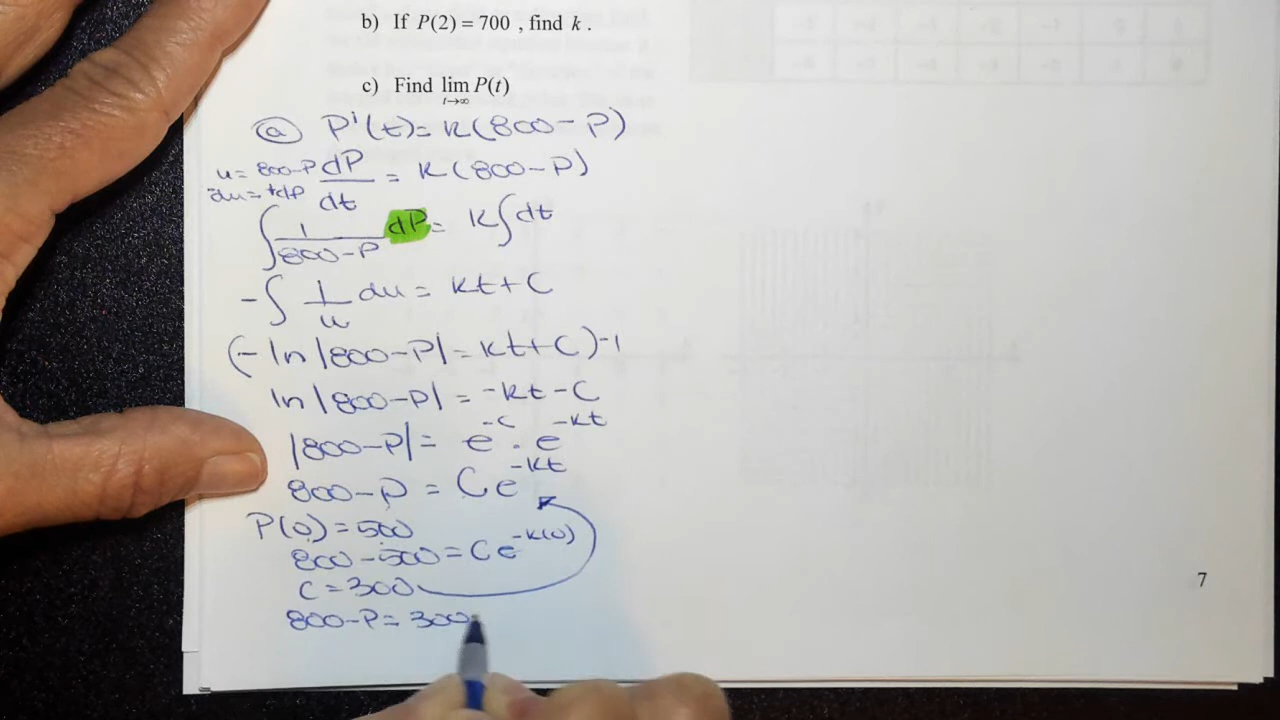 b) If P(2) = 700 , find k .
c) Find lim P(t)
t→∞
ⓐ P'(t) = k(800 - P)
u = 800-P dP/dt = k(800-P)
-du = +dP
∫ 1/(800-P) dP = k∫dt
-∫ 1/u du = kt + C
(-ln|800-P| = kt + C) -1
ln|800-P| = -kt - C
|800-P| = e^-C · e^-kt
800-P = Ce^-kt
P(0) = 500
800-500 = Ce^-k(0)
C = 300
800-P = 300
7